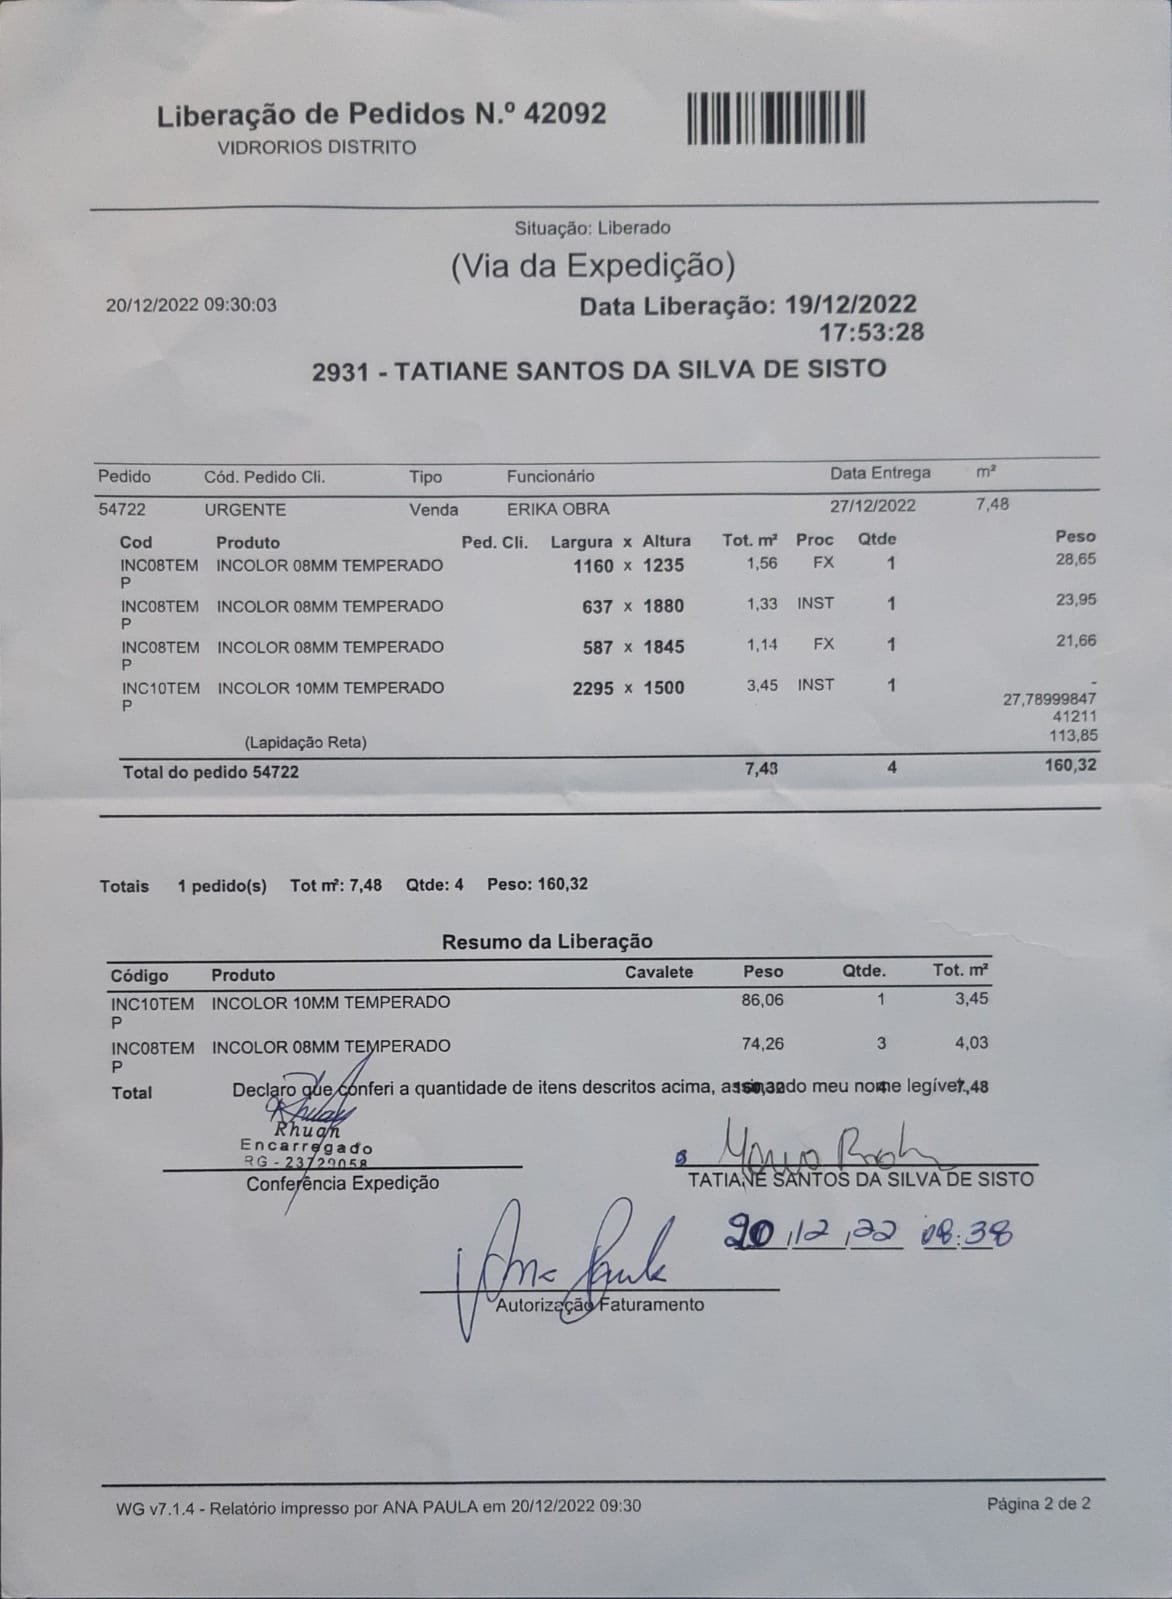 Liberação de Pedidos N.º 42092
VIDRORIOS DISTRITO
Situação: Liberado
(Via da Expedição)
20/12/2022 09:30:03
Data Liberação: 19/12/2022
17:53:28
2931 - TATIANE SANTOS DA SILVA DE SISTO
Pedido Cód. Pedido Cli. Tipo Funcionário Data Entrega m²
54722 URGENTE Venda ERIKA OBRA 27/12/2022 7,48
Cod Produto Ped. Cli. Largura x Altura Tot. m² Proc Qtde Peso
INC08TEM INCOLOR 08MM TEMPERADO 1160 x 1235 1,56 FX 1 28,65
P
INC08TEM INCOLOR 08MM TEMPERADO 637 x 1880 1,33 INST 1 23,95
P
INC08TEM INCOLOR 08MM TEMPERADO 587 x 1845 1,14 FX 1 21,66
P
INC10TEM INCOLOR 10MM TEMPERADO 2295 x 1500 3,45 INST 1 -
P 27,78999847
41211
(Lapidação Reta) 113,85
Total do pedido 54722 7,48 4 160,32
Totais 1 pedido(s) Tot m²: 7,48 Qtde: 4 Peso: 160,32
Resumo da Liberação
Código Produto Cavalete Peso Qtde. Tot. m²
INC10TEM INCOLOR 10MM TEMPERADO 86,06 1 3,45
P
INC08TEM INCOLOR 08MM TEMPERADO 74,26 3 4,03
P
Total 160,32 4 7,48
Declaro que conferi a quantidade de itens descritos acima, assinando meu nome legível.
Rhuan
Encarregado
RG - 23729058
Conferência Expedição
TATIANE SANTOS DA SILVA DE SISTO
20/12/22 08:38
Ana Paula
Autorização Faturamento
WG v7.1.4 - Relatório impresso por ANA PAULA em 20/12/2022 09:30
Página 2 de 2